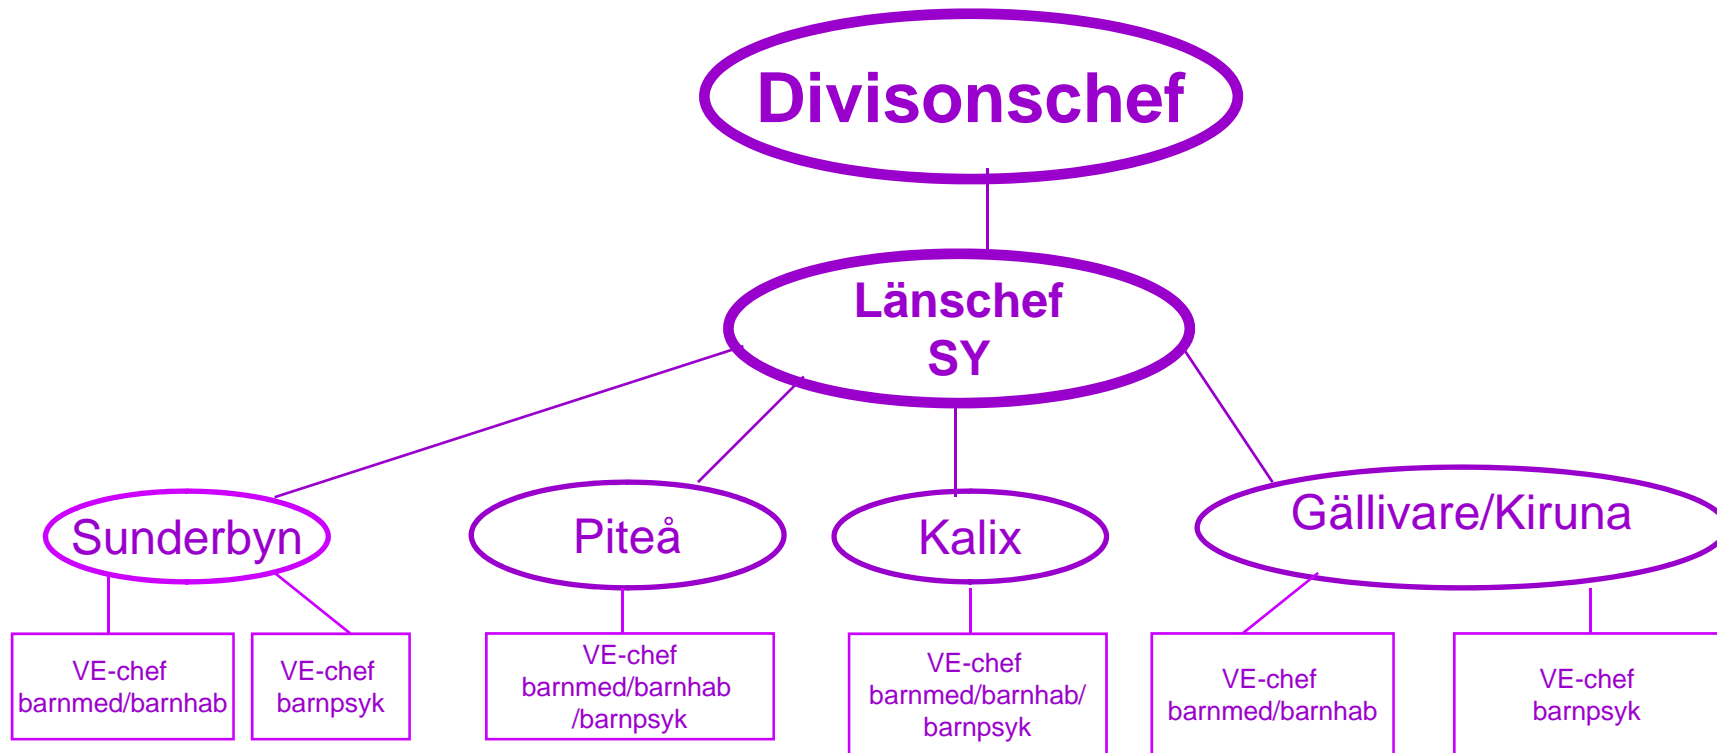 Divisonschef
Länschef
SY
Sunderbyn
Piteå
Kalix
Gällivare/Kiruna
VE-chef
barnmed/barnhab
VE-chef
barnpsyk
VE-chef
barnmed/barnhab
/barnpsyk
VE-chef
barnmed/barnhab/
barnpsyk
VE-chef
barnmed/barnhab
VE-chef
barnpsyk